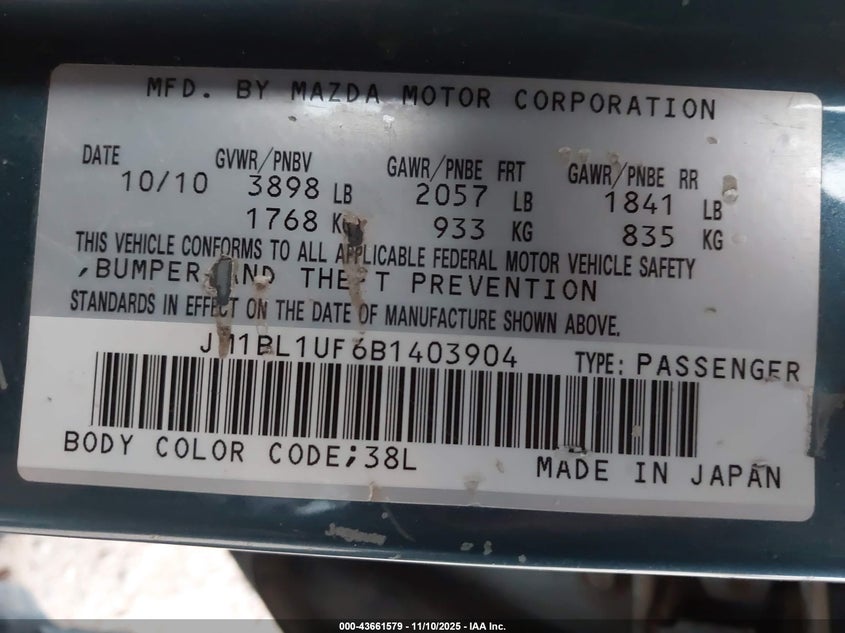 MFD. BY MAZDA MOTOR CORPORATION
DATE GVWR/PNBV GAWR/PNBE FRT GAWR/PNBE RR
10/10 3898 LB 2057 LB 1841 LB
1768 KG 933 KG 835 KG
THIS VEHICLE CONFORMS TO ALL APPLICABLE FEDERAL MOTOR VEHICLE SAFETY
,BUMPER AND THEFT PREVENTION
STANDARDS IN EFFECT ON THE DATE OF MANUFACTURE SHOWN ABOVE.
JM1BL1UF6B1403904 TYPE: PASSENGER
BODY COLOR CODE;38L
MADE IN JAPAN
000-43661579 - 11/10/2025 - IAA Inc.